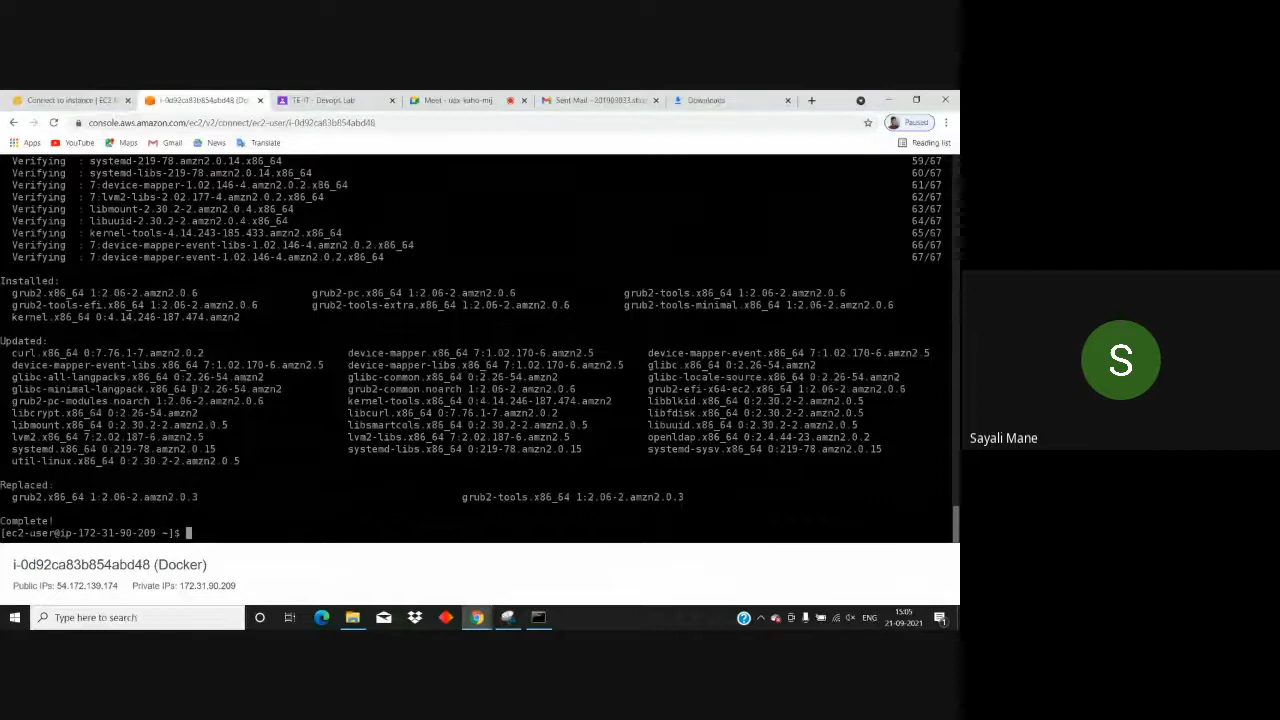 Connect to instance | EC2 M
i-0d92ca83b854abd48 (Do
TE-IT - Devops Lab
Meet - uax-kaho-mij
Sent Mail -
Downloads
console.aws.amazon.com/ec2/v2/connect/ec2-user/i-0d92ca83b854abd48
Paused
Apps YouTube Maps Gmail News Translate Reading list
Verifying : systemd-219-78.amzn2.0.14.x86_64 59/67
Verifying : systemd-libs-219-78.amzn2.0.14.x86_64 60/67
Verifying : 7:device-mapper-1.02.146-4.amzn2.0.2.x86_64 61/67
Verifying : 7:lvm2-libs-2.02.177-4.amzn2.0.2.x86_64 62/67
Verifying : libmount-2.30.2-2.amzn2.0.4.x86_64 63/67
Verifying : libuuid-2.30.2-2.amzn2.0.4.x86_64 64/67
Verifying : kernel-tools-4.14.243-185.433.amzn2.x86_64 65/67
Verifying : 7:device-mapper-event-libs-1.02.146-4.amzn2.0.2.x86_64 66/67
Verifying : 7:device-mapper-event-1.02.146-4.amzn2.0.2.x86_64 67/67
Installed:
grub2.x86_64 1:2.06-2.amzn2.0.6 grub2-pc.x86_64 1:2.06-2.amzn2.0.6 grub2-tools.x86_64 1:2.06-2.amzn2.0.6
grub2-tools-efi.x86_64 1:2.06-2.amzn2.0.6 grub2-tools-extra.x86_64 1:2.06-2.amzn2.0.6 grub2-tools-minimal.x86_64 1:2.06-2.amzn2.0.6
kernel.x86_64 0:4.14.246-187.474.amzn2
Updated:
curl.x86_64 0:7.76.1-7.amzn2.0.2 device-mapper.x86_64 7:1.02.170-6.amzn2.5 device-mapper-event.x86_64 7:1.02.170-6.amzn2.5
device-mapper-event-libs.x86_64 7:1.02.170-6.amzn2.5 device-mapper-libs.x86_64 7:1.02.170-6.amzn2.5 glibc.x86_64 0:2.26-54.amzn2
glibc-all-langpacks.x86_64 0:2.26-54.amzn2 glibc-common.x86_64 0:2.26-54.amzn2 glibc-locale-source.x86_64 0:2.26-54.amzn2
glibc-minimal-langpack.x86_64 0:2.26-54.amzn2 grub2-common.noarch 1:2.06-2.amzn2.0.6 grub2-efi-x64-ec2.x86_64 1:2.06-2.amzn2.0.6
grub2-pc-modules.noarch 1:2.06-2.amzn2.0.6 kernel-tools.x86_64 0:4.14.246-187.474.amzn2 libblkid.x86_64 0:2.30.2-2.amzn2.0.5
libcrypt.x86_64 0:2.26-54.amzn2 libcurl.x86_64 0:7.76.1-7.amzn2.0.2 libfdisk.x86_64 0:2.30.2-2.amzn2.0.5
libmount.x86_64 0:2.30.2-2.amzn2.0.5 libsmartcols.x86_64 0:2.30.2-2.amzn2.0.5 libuuid.x86_64 0:2.30.2-2.amzn2.0.5
lvm2.x86_64 7:2.02.187-6.amzn2.5 lvm2-libs.x86_64 7:2.02.187-6.amzn2.5 openldap.x86_64 0:2.4.44-23.amzn2.0.2
systemd.x86_64 0:219-78.amzn2.0.15 systemd-libs.x86_64 0:219-78.amzn2.0.15 systemd-sysv.x86_64 0:219-78.amzn2.0.15
util-linux.x86_64 0:2.30.2-2.amzn2.0.5
Replaced:
grub2.x86_64 1:2.06-2.amzn2.0.3 grub2-tools.x86_64 1:2.06-2.amzn2.0.3
Complete!
[ec2-user@ip-172-31-90-209 ~]$
i-0d92ca83b854abd48 (Docker)
Public IPs: 54.172.139.174 Private IPs: 172.31.90.209
Type here to search
ENG
15:05
21-09-2021
S
Sayali Mane